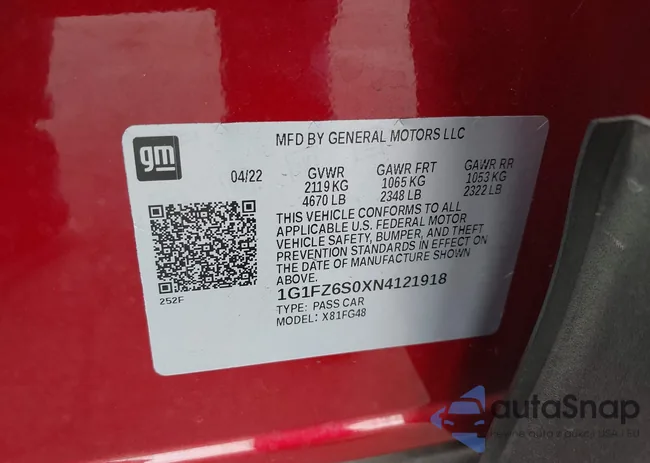 MFD BY GENERAL MOTORS LLC
gm
04/22 GVWR GAWR FRT GAWR RR
2119 KG 1065 KG 1053 KG
4670 LB 2348 LB 2322 LB
THIS VEHICLE CONFORMS TO ALL
APPLICABLE U.S. FEDERAL MOTOR
VEHICLE SAFETY, BUMPER, AND THEFT
PREVENTION STANDARDS IN EFFECT ON
THE DATE OF MANUFACTURE SHOWN
ABOVE.
252F
1G1FZ6S0XN4121918
TYPE: PASS CAR
MODEL: X81FG48
autaSnap